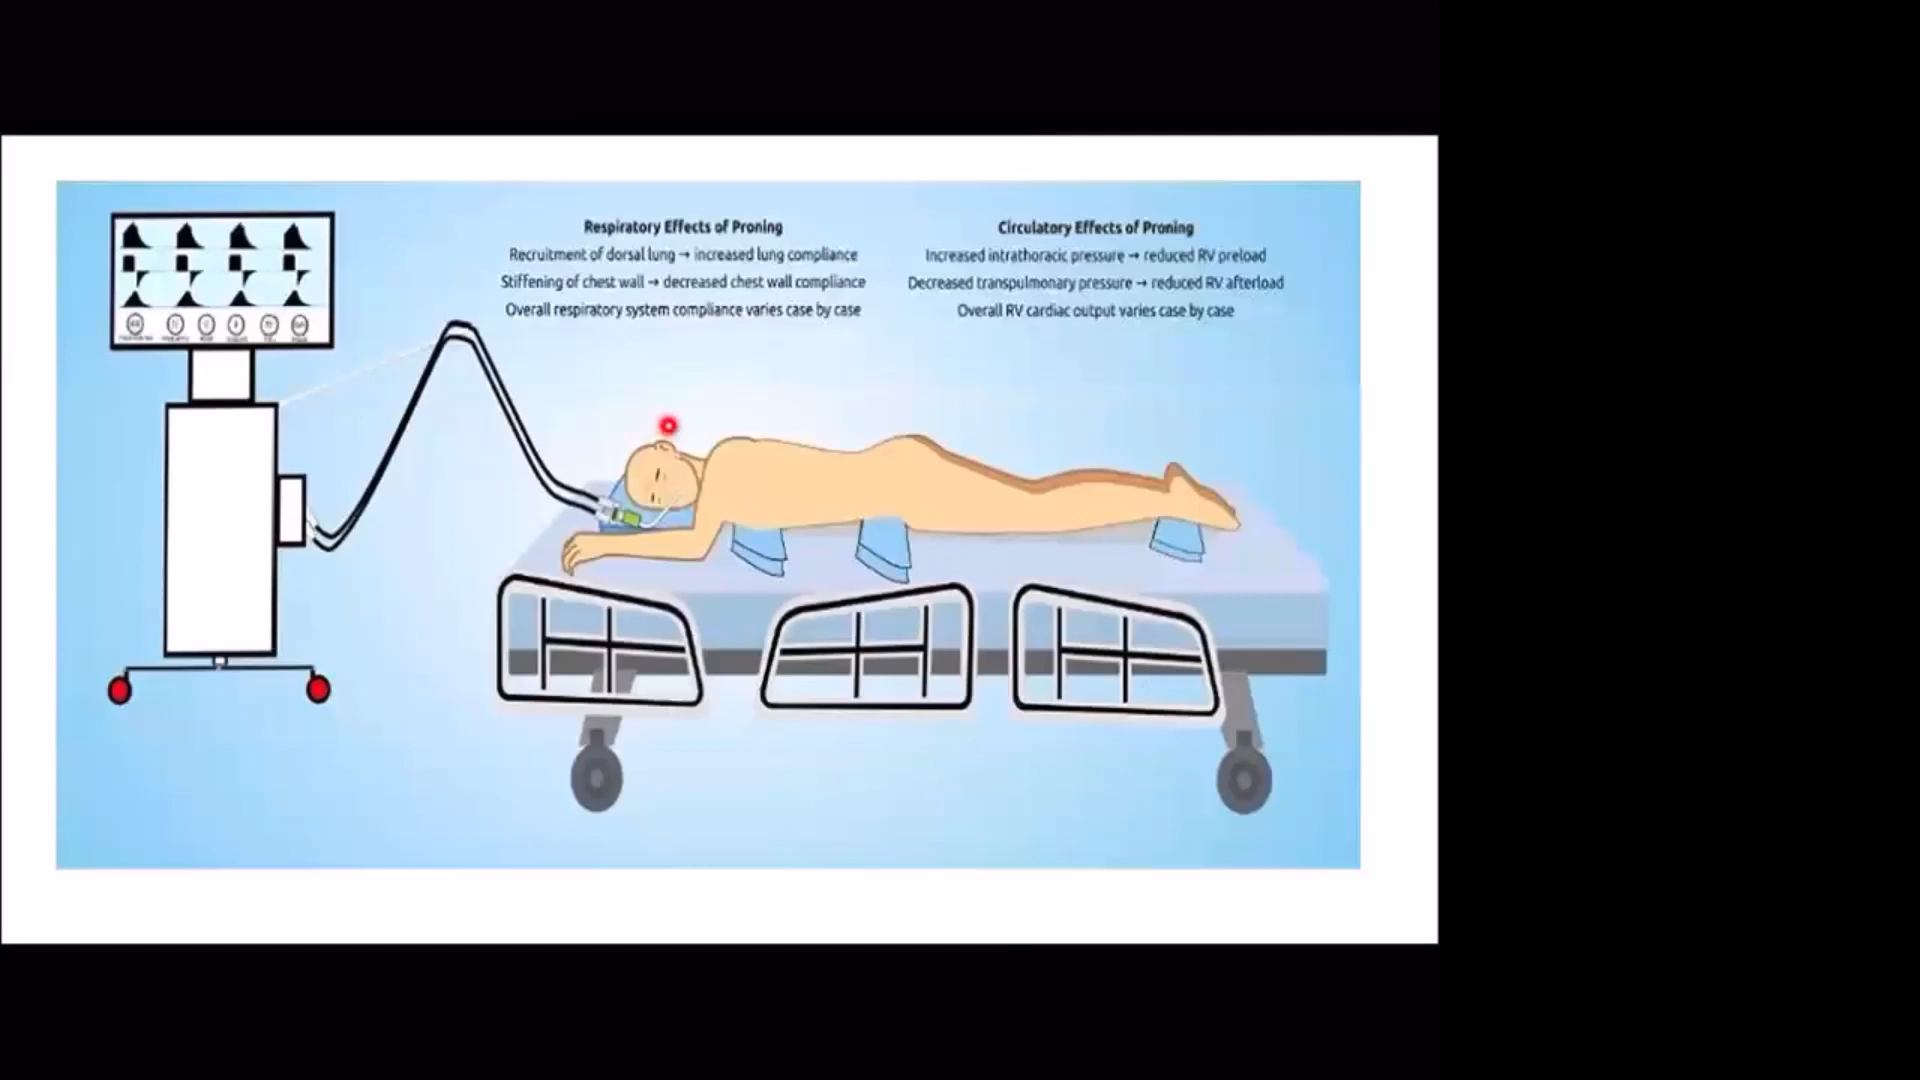 Respiratory Effects of Proning
Recruitment of dorsal lung → increased lung compliance
Stiffening of chest wall → decreased chest wall compliance
Overall respiratory system compliance varies case by case
Circulatory Effects of Proning
Increased intrathoracic pressure → reduced RV preload
Decreased transpulmonary pressure → reduced RV afterload
Overall RV cardiac output varies case by case